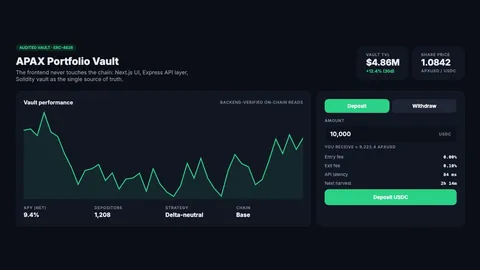 AUDITED VAULT · ERC-4626
APAX Portfolio Vault
The frontend never touches the chain: Next.js UI, Express API layer,
Solidity vault as the single source of truth.
VAULT TVL
$4.86M
+12.4% (30d)
SHARE PRICE
1.0842
APXUSD / USDC
Vault performance
BACKEND-VERIFIED ON-CHAIN READS
APY (NET)
9.4%
DEPOSITORS
1,208
STRATEGY
Delta-neutral
CHAIN
Base
Deposit
Withdraw
AMOUNT
10,000
USDC
YOU RECEIVE ≈ 9,223.4 APXUSD
Entry fee
0.00%
Exit fee
0.10%
API latency
84 ms
Next harvest
2h 14m
Deposit USDC